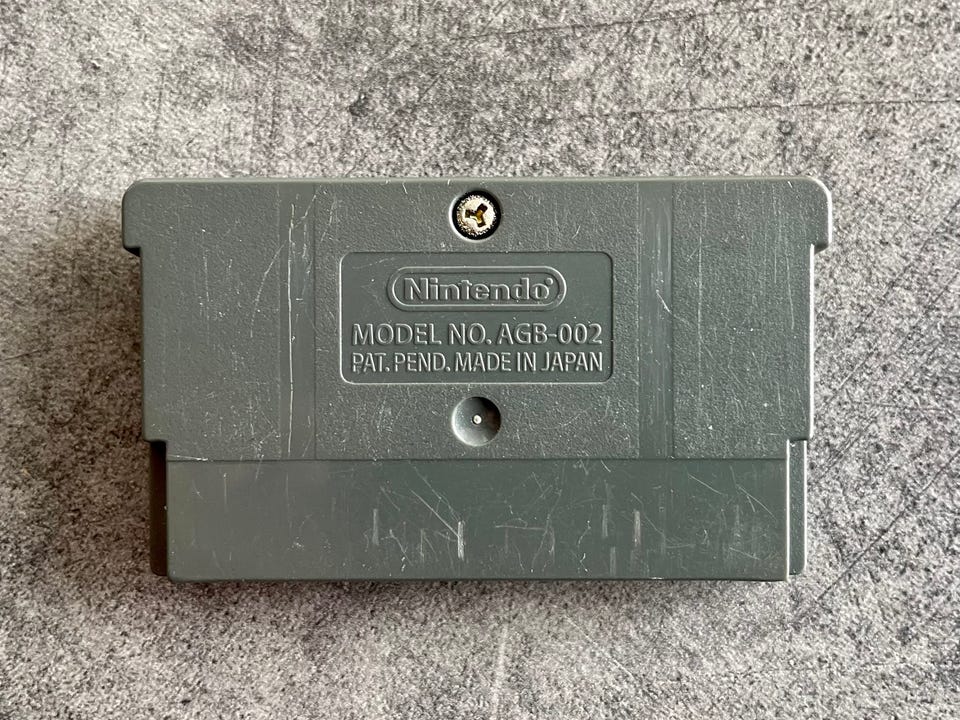 Nintendo
MODEL NO. AGB-002
PAT. PEND. MADE IN JAPAN